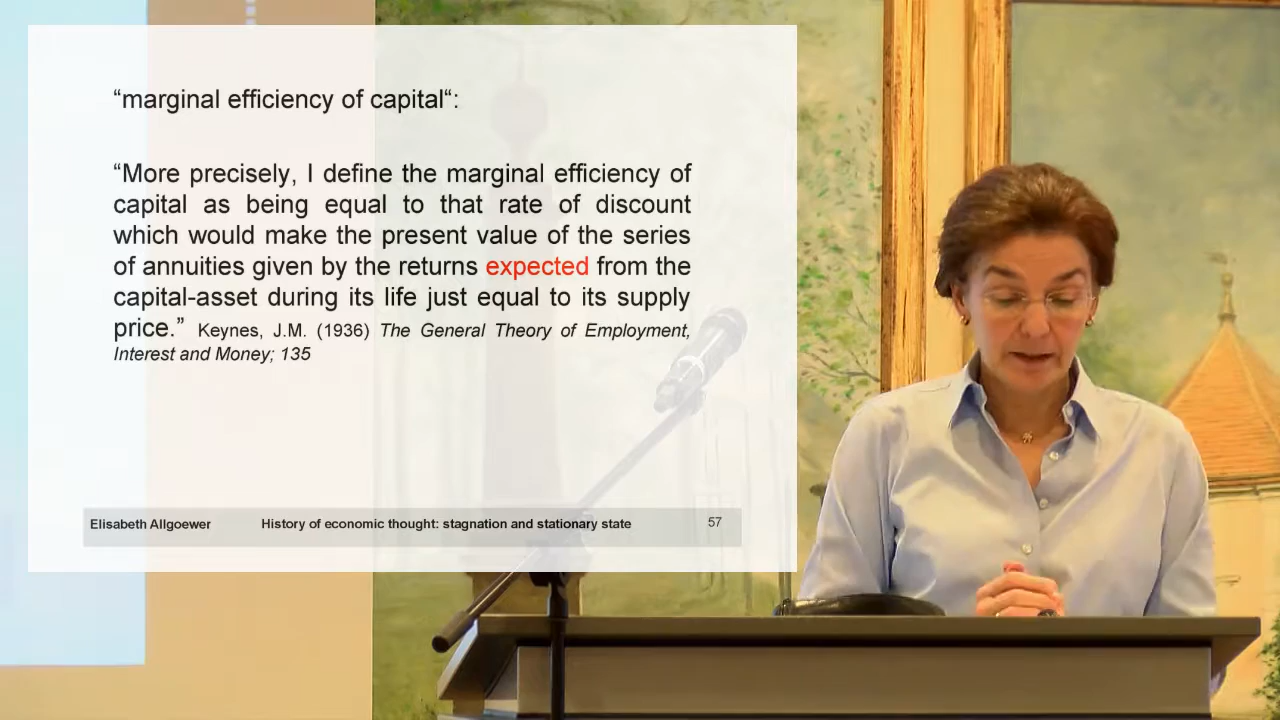 “marginal efficiency of capital“:
“More precisely, I define the marginal efficiency of
capital as being equal to that rate of discount
which would make the present value of the series
of annuities given by the returns expected from the
capital-asset during its life just equal to its supply
price.” Keynes, J.M. (1936) The General Theory of Employment,
Interest and Money; 135
Elisabeth Allgoewer History of economic thought: stagnation and stationary state 57